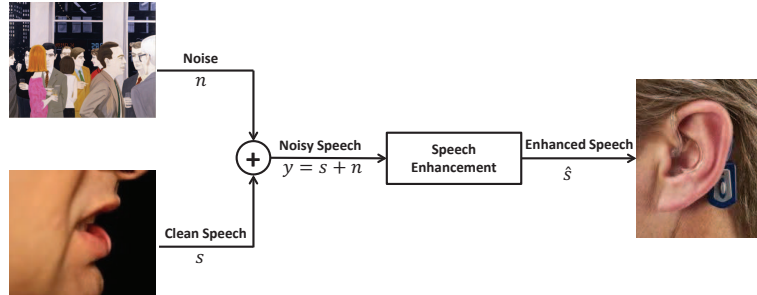 Noise
n
+
Noisy Speech
y = s + n
Speech
Enhancement
Enhanced Speech
ŝ
Clean Speech
s